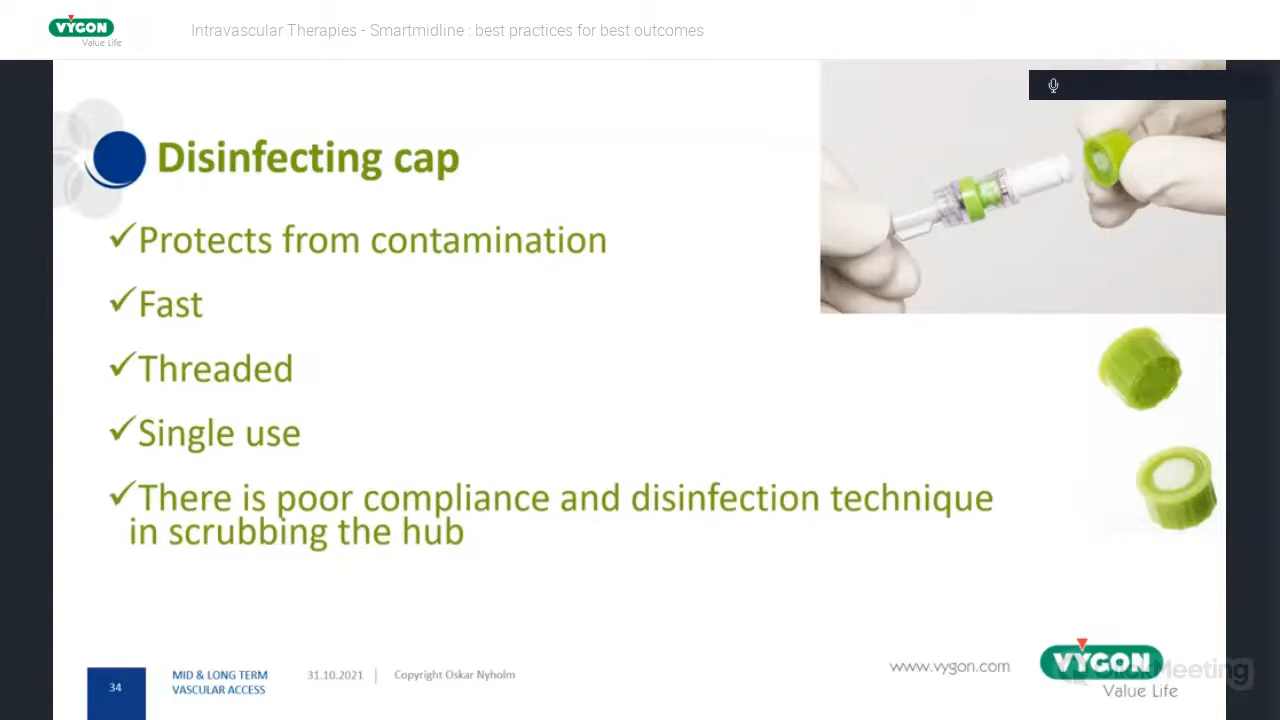 VYGON
Value Life
Intravascular Therapies - Smartmidline : best practices for best outcomes
Disinfecting cap
✓Protects from contamination
✓Fast
✓Threaded
✓Single use
✓There is poor compliance and disinfection technique
in scrubbing the hub
34
MID & LONG TERM
VASCULAR ACCESS
31.10.2021 | Copyright Oskar Nyholm
www.vygon.com
VYGON
Value Life
ClickMeeting